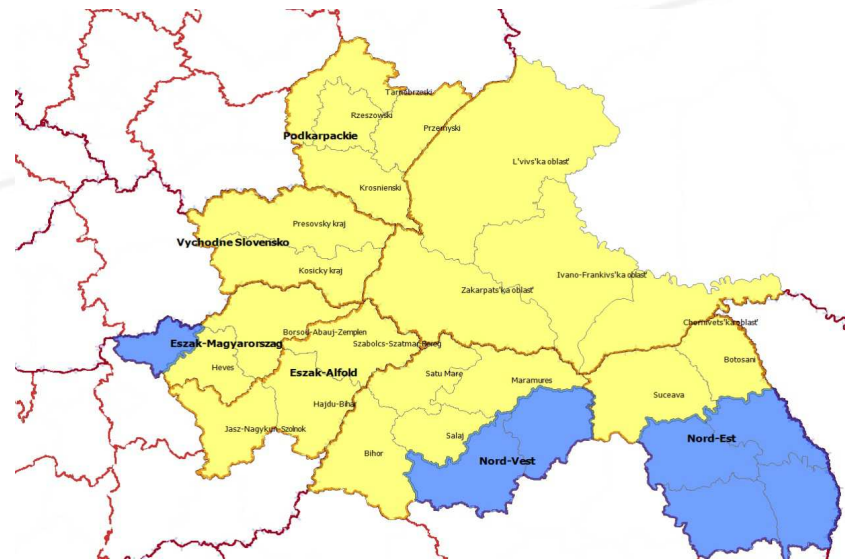 Tarnobrzeski
Rzeszowski
Przemyski
Podkarpackie
L'vivs'ka oblast'
Krosnienski
Presovsky kraj
Vychodne Slovensko
Kosicky kraj
Ivano-Frankivs'ka oblast'
Zakarpats'ka oblast'
Chernivets'ka oblast'
Borsod-Abauj-Zemplen
Eszak-Magyarorszag
Szabolcs-Szatmar-Bereg
Botosani
Heves
Eszak-Alfold
Satu Mare
Maramures
Suceava
Hajdu-Bihar
Jasz-Nagykun-Szolnok
Salaj
Nord-Est
Bihor
Nord-Vest